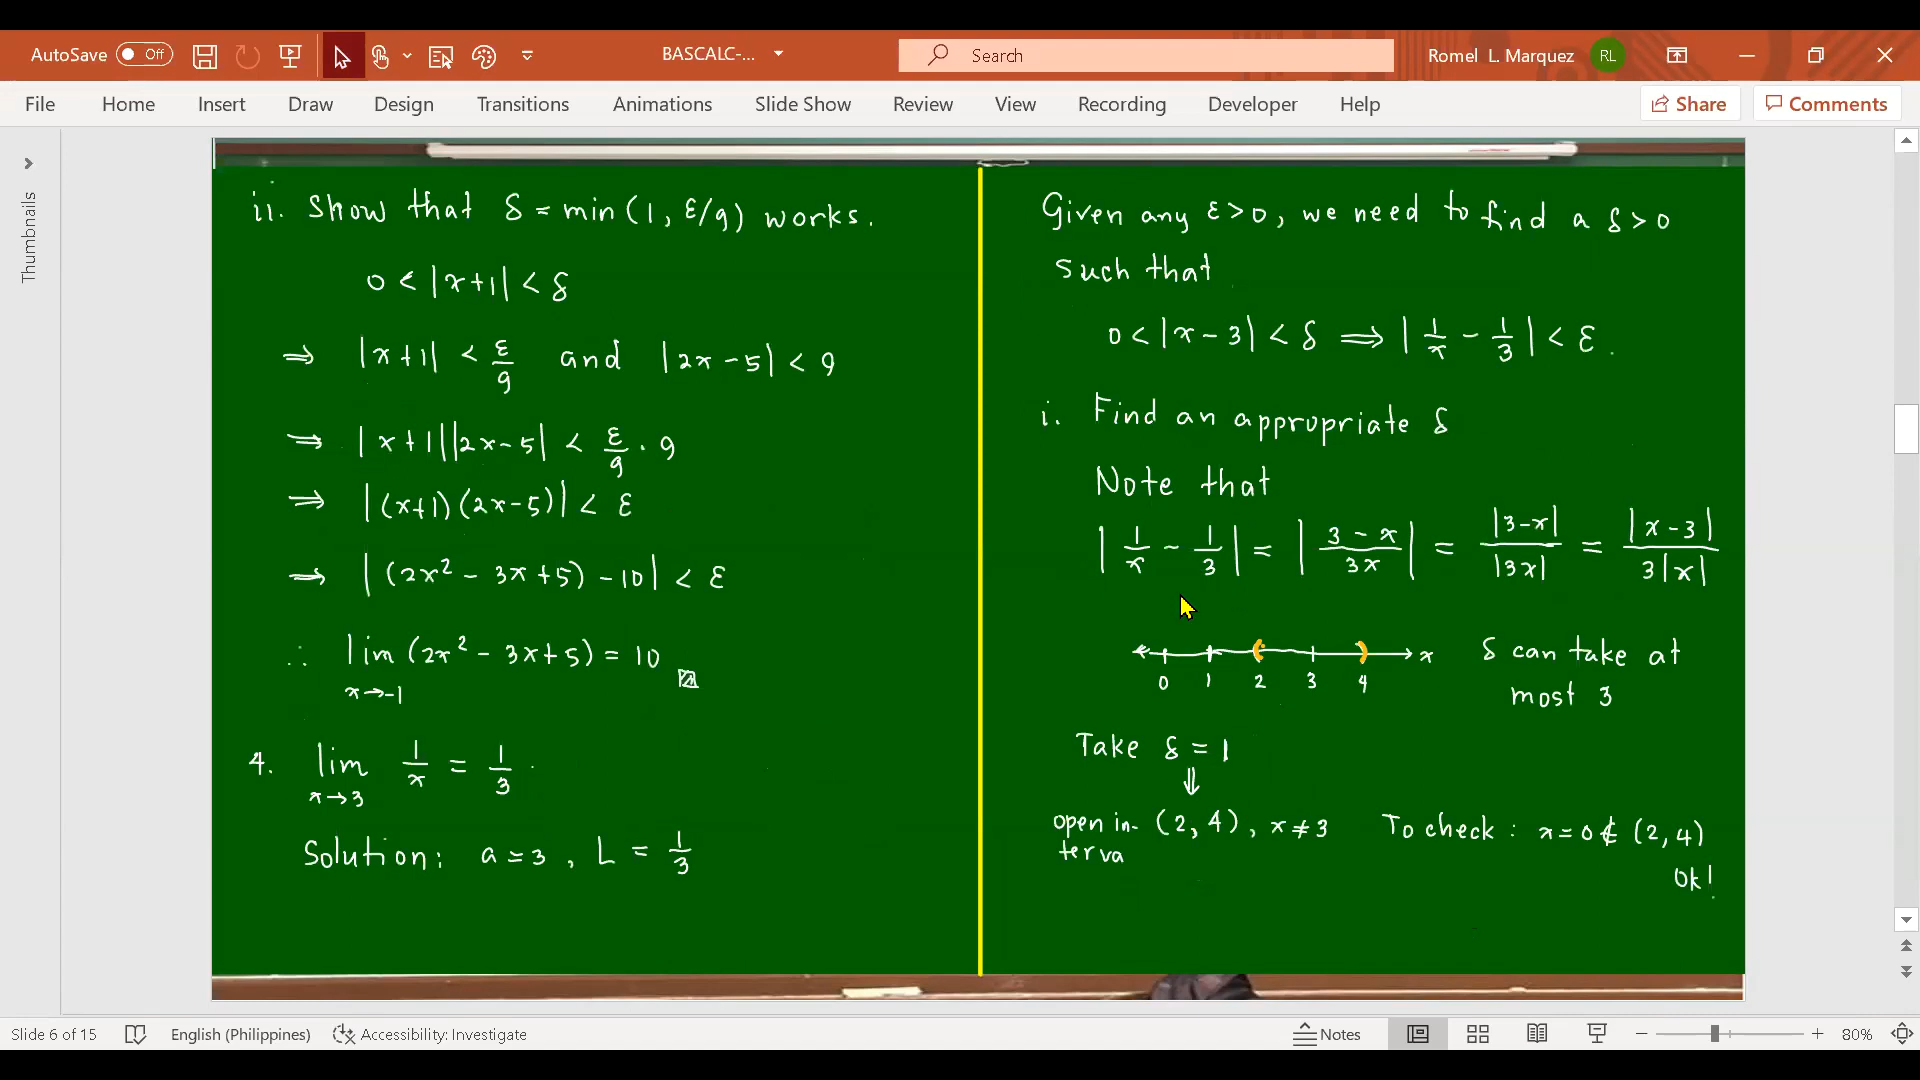 AutoSave Off
BASCALC-...
Search
Romel L. Marquez RL
File Home Insert Draw Design Transitions Animations Slide Show Review View Recording Developer Help Share Comments
Thumbnails
ii. Show that δ = min(1, ε/9) works.
0 < |x+1| < δ
⇒ |x+1| < ε/9 and |2x-5| < 9
⇒ |x+1||2x-5| < ε/9 · 9
⇒ |(x+1)(2x-5)| < ε
⇒ |(2x² - 3x+5) - 10| < ε
∴ lim (2x² - 3x+5) = 10
x→-1
4. lim 1/x = 1/3
x→3
Solution: a = 3, L = 1/3
Given any ε > 0, we need to find a δ > 0
such that
0 < |x - 3| < δ ⟹ |1/x - 1/3| < ε.
i. Find an appropriate δ
Note that
|1/x - 1/3| = |3 - x / 3x| = |3-x| / |3x| = |x-3| / 3|x|
x
0 1 2 3 4
δ can take at
most 3
Take δ = 1
⇓
open in- (2, 4), x ≠ 3
terva
To check: x = 0 ∉ (2, 4)
Ok!
Slide 6 of 15 English (Philippines) Accessibility: Investigate Notes 80%